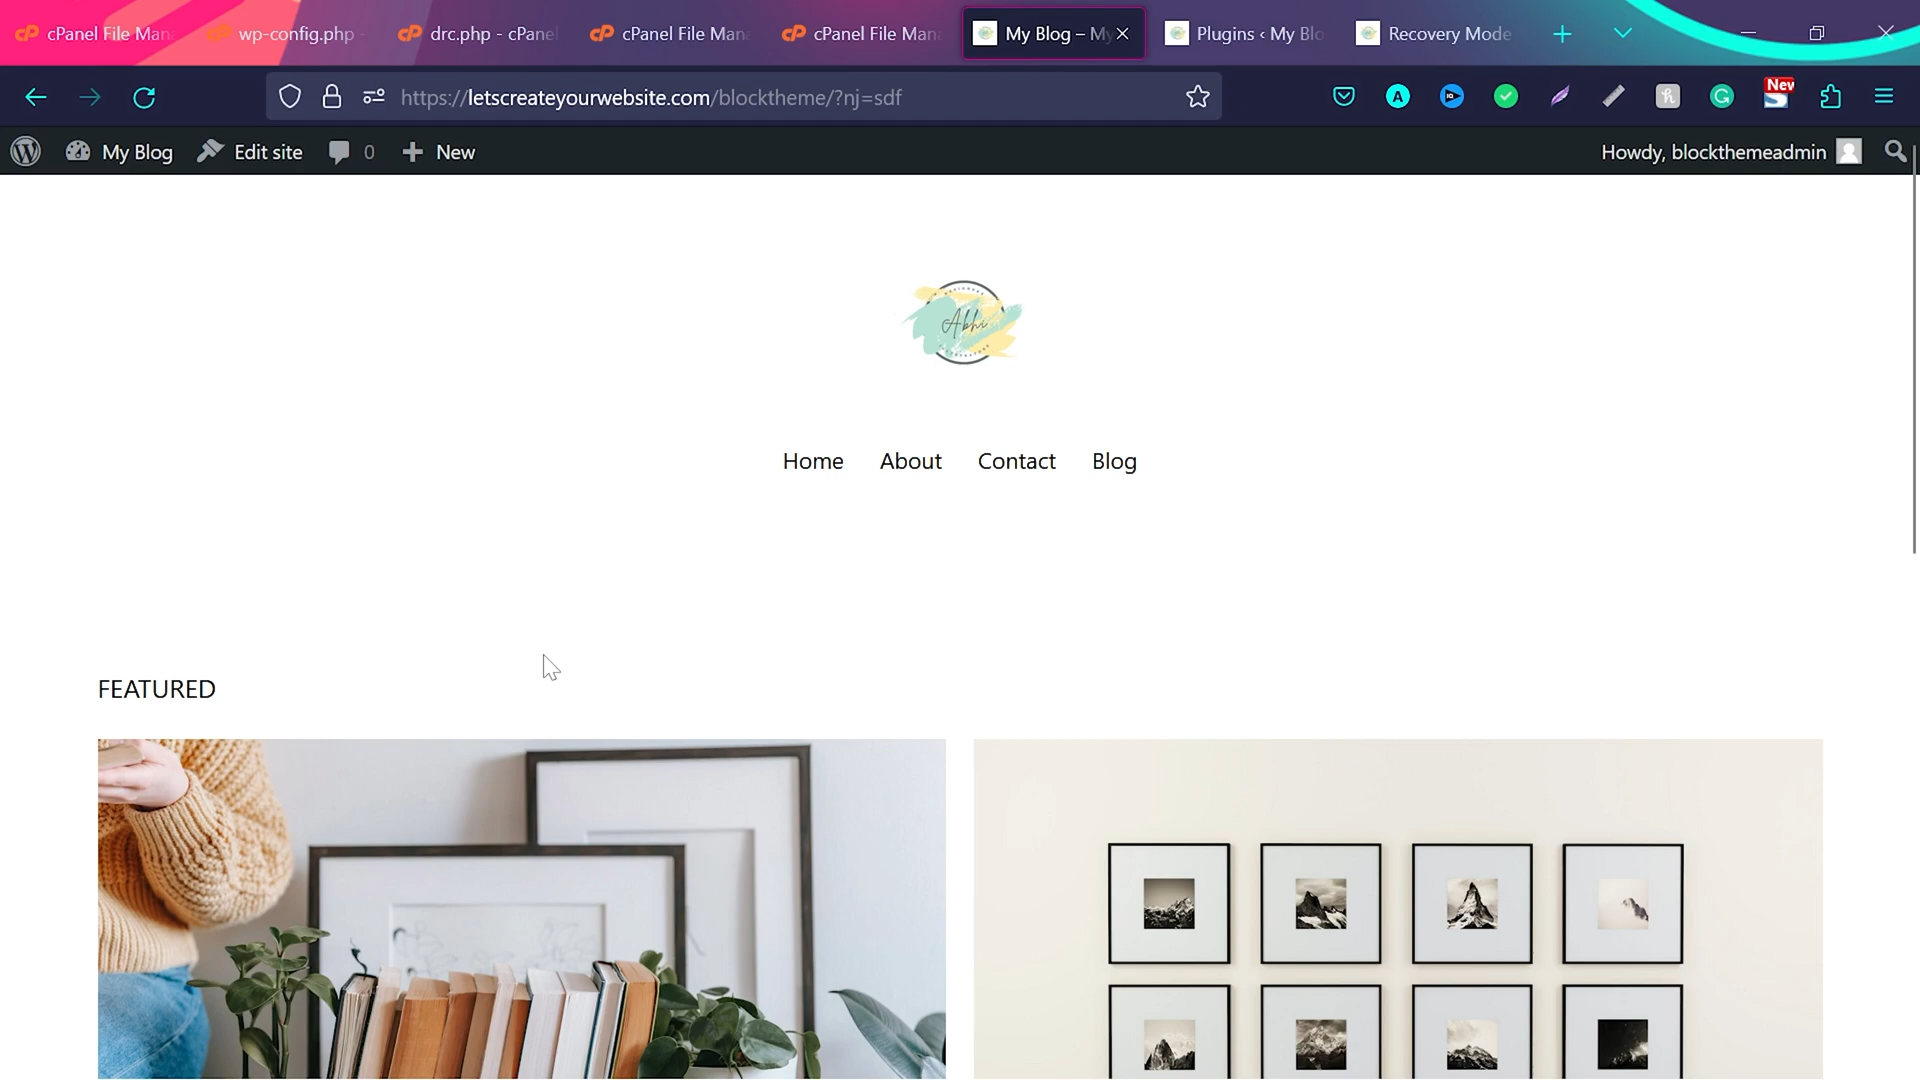 cPanel File Man
wp-config.php -
drc.php - cPanel
cPanel File Man
cPanel File Man
My Blog – My
Plugins ‹ My Blo
Recovery Mode
https://letscreateyourwebsite.com/blocktheme/?nj=sdf
New
My Blog
Edit site
0
New
Howdy, blockthemeadmin
Abhi
Home
About
Contact
Blog
FEATURED